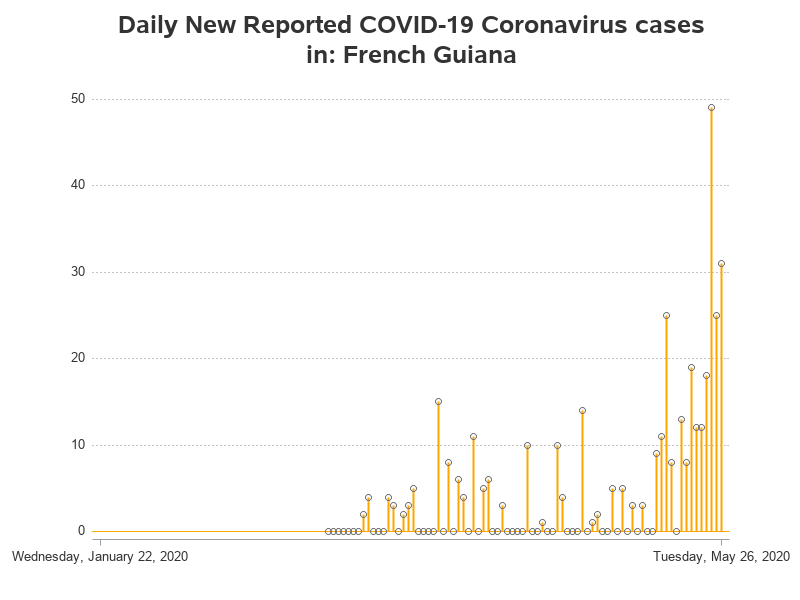 Daily New Reported COVID-19 Coronavirus cases
in: French Guiana
50
40
30
20
10
0
Wednesday, January 22, 2020
Tuesday, May 26, 2020